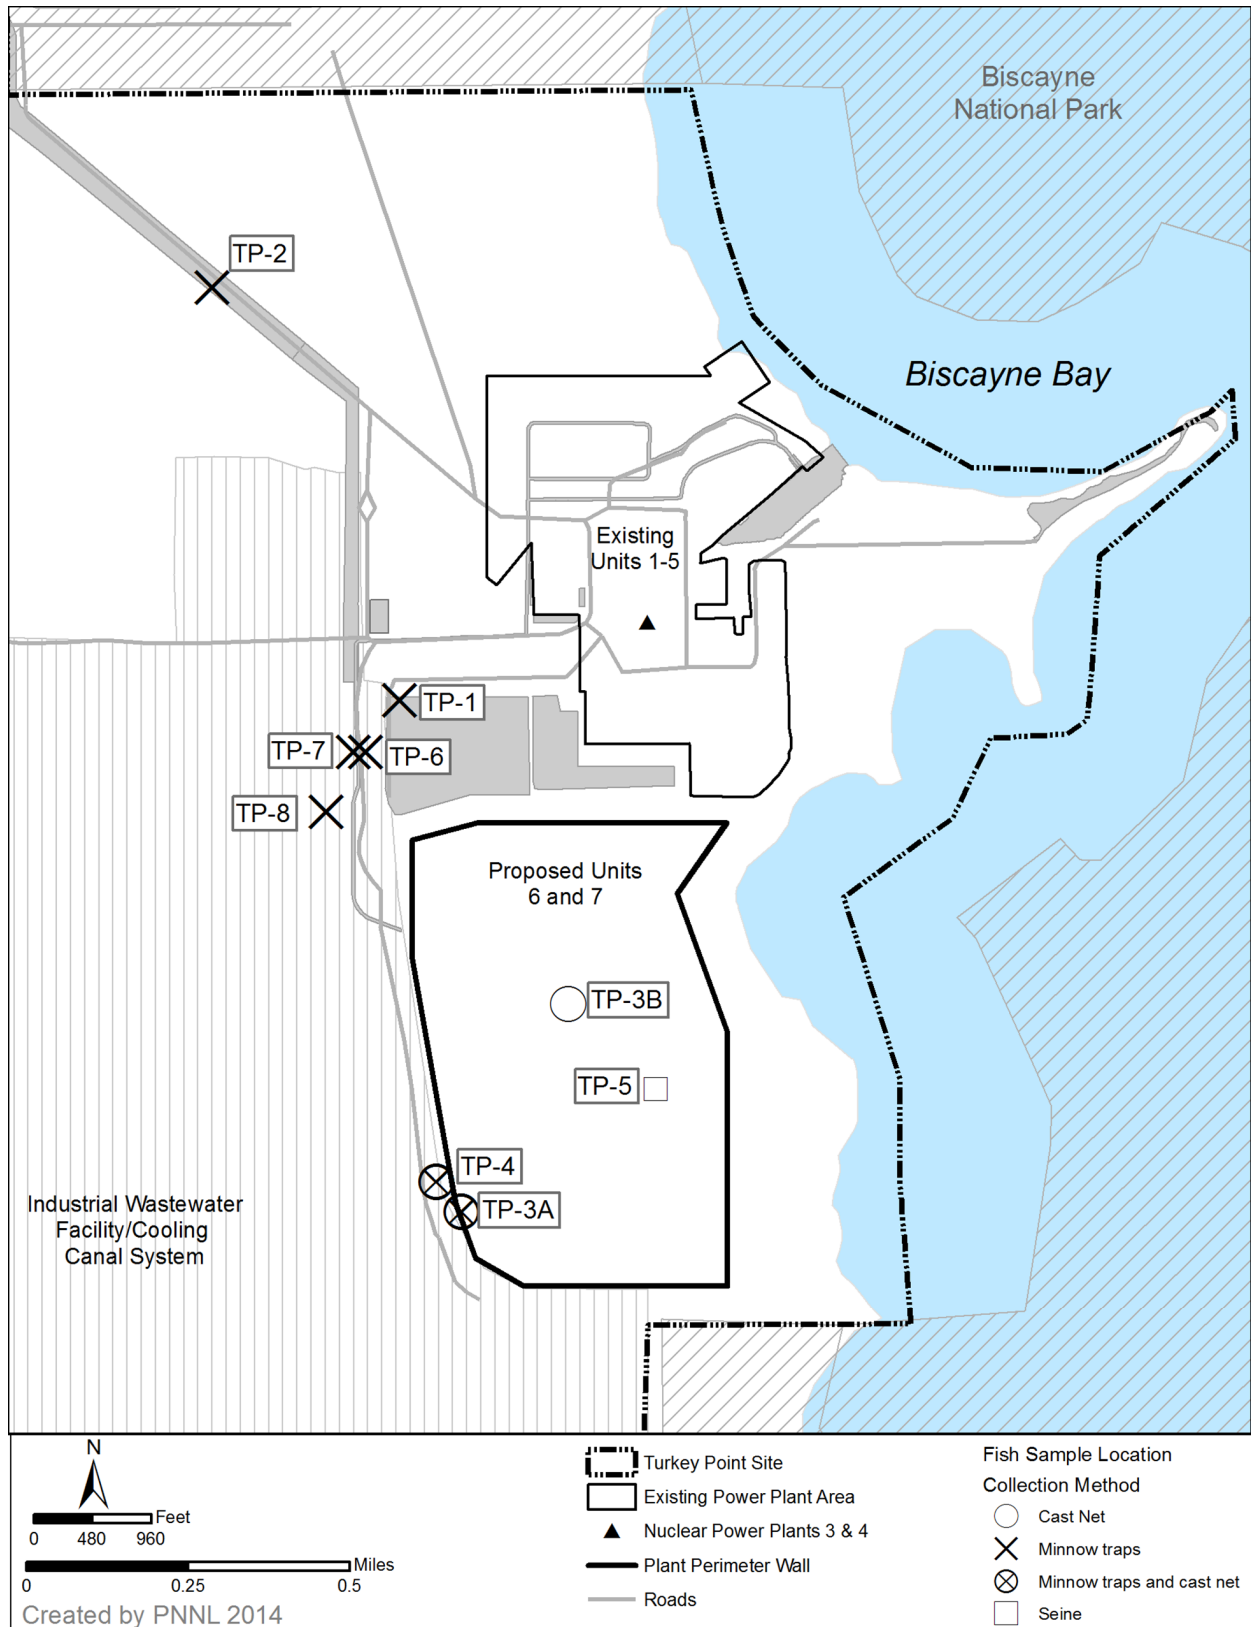 Biscayne
National Park
TP-2
Biscayne Bay
Existing
Units 1-5
TP-1
TP-7
TP-6
TP-8
Proposed Units
6 and 7
TP-3B
TP-5
TP-4
TP-3A
Industrial Wastewater
Facility/Cooling
Canal System
N
Feet
0 480 960
Miles
0 0.25 0.5
Created by PNNL 2014
Turkey Point Site
Existing Power Plant Area
Nuclear Power Plants 3 & 4
Plant Perimeter Wall
Roads
Fish Sample Location
Collection Method
Cast Net
Minnow traps
Minnow traps and cast net
Seine